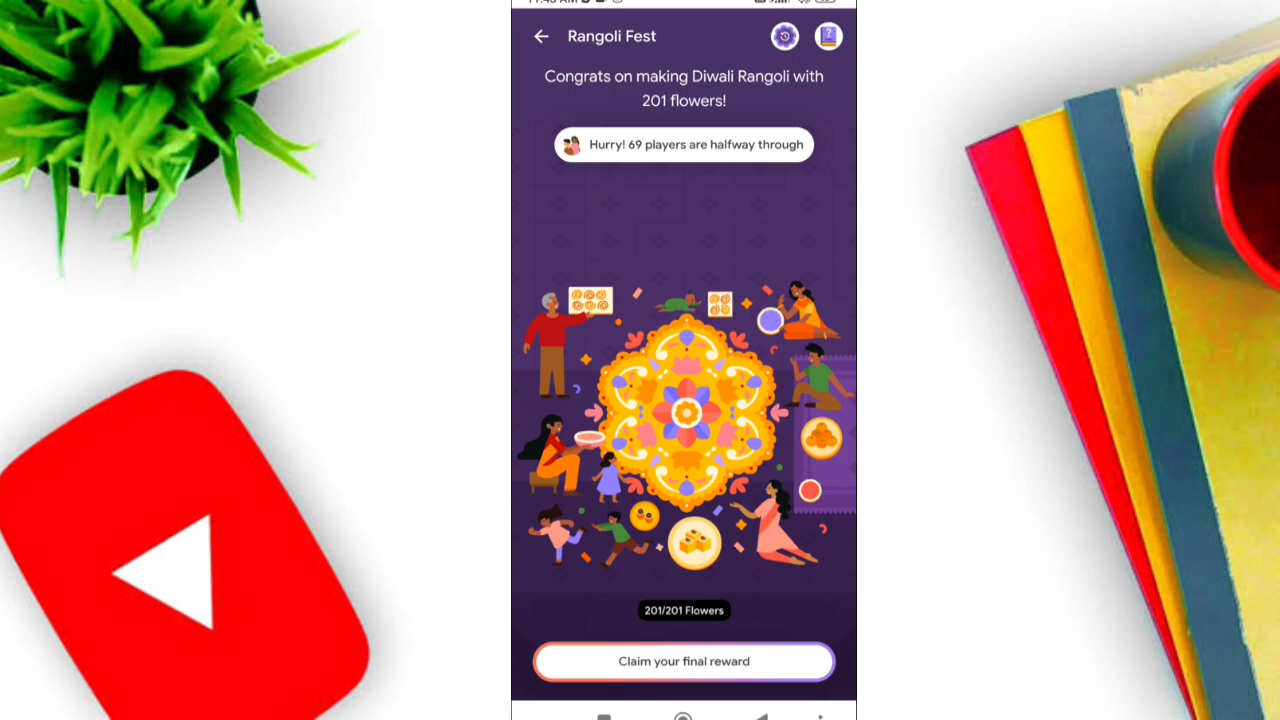 Rangoli Fest
Congrats on making Diwali Rangoli with
201 flowers!
Hurry! 69 players are halfway through
201/201 Flowers
Claim your final reward